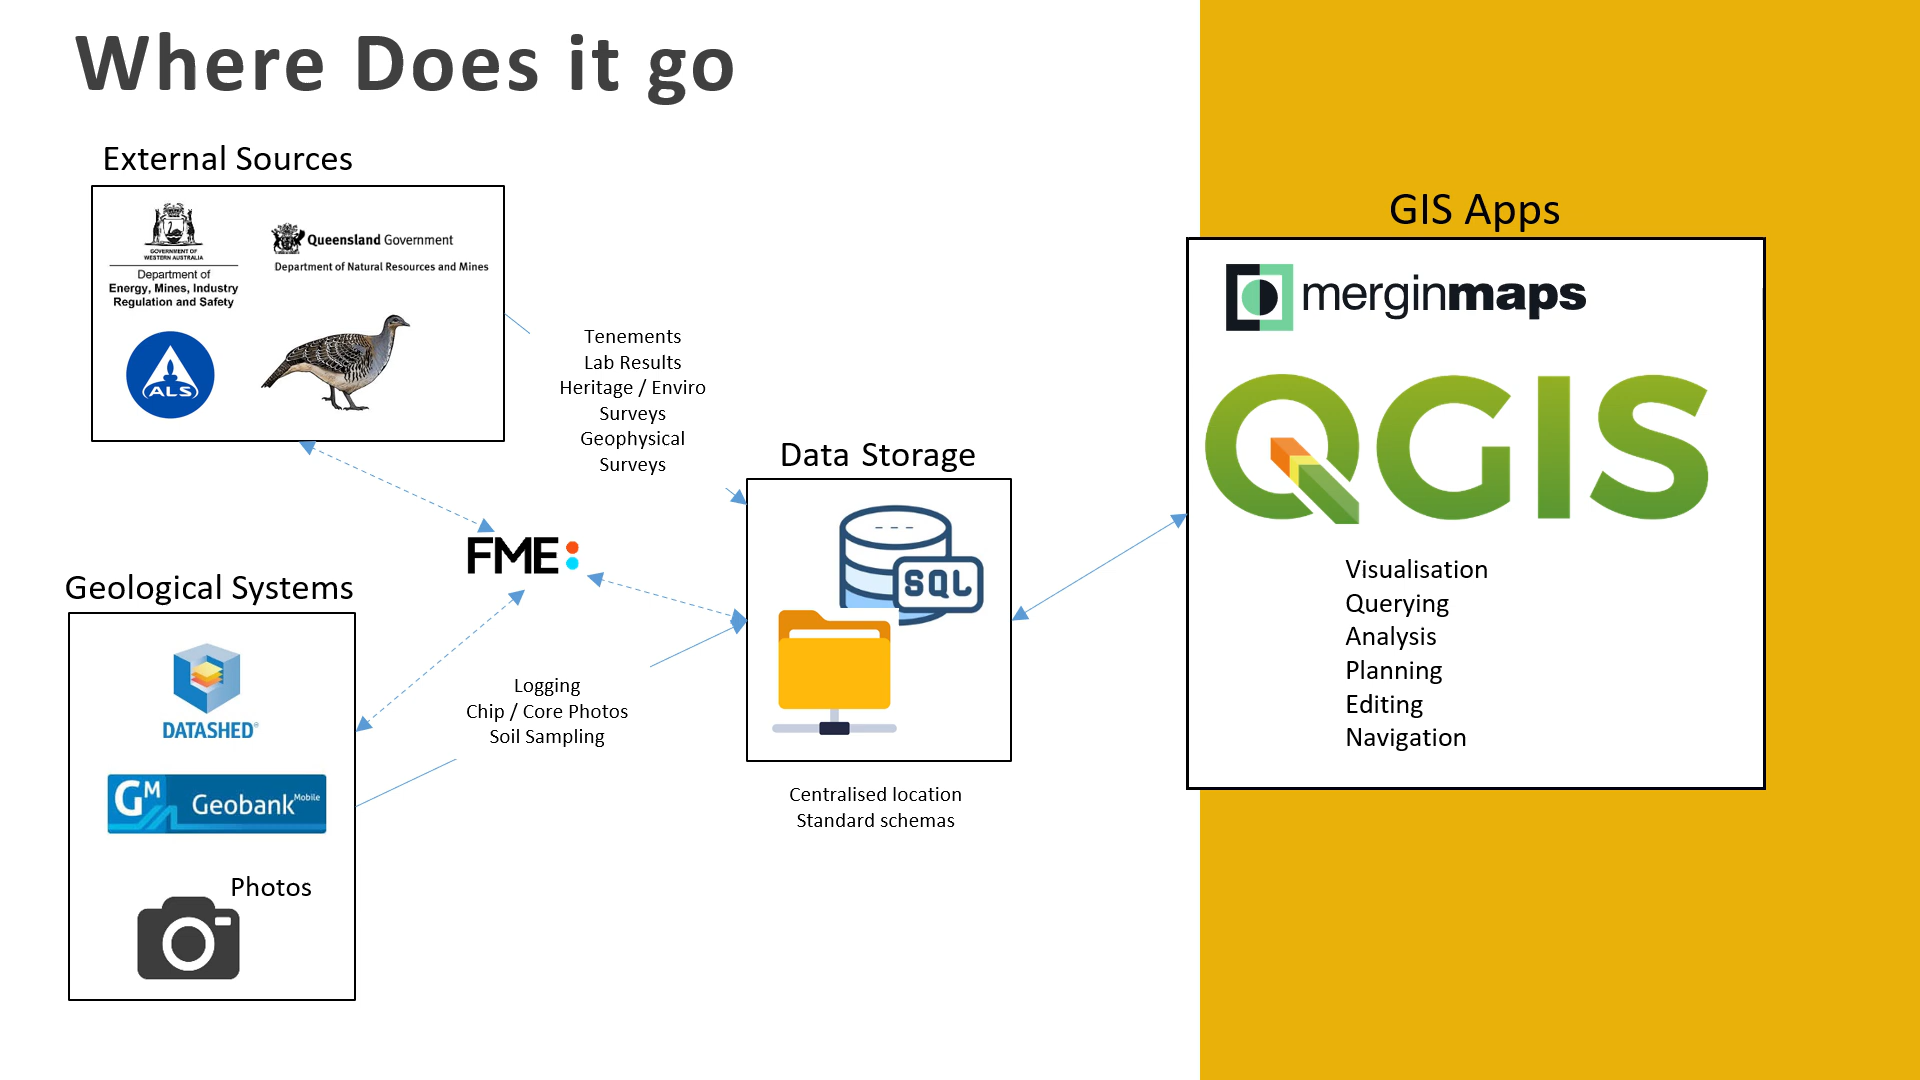 Where Does it go
External Sources
GOVERNMENT OF
WESTERN AUSTRALIA
Department of
Energy, Mines, Industry
Regulation and Safety
Queensland Government
Department of Natural Resources and Mines
ALS
Tenements
Lab Results
Heritage / Enviro
Surveys
Geophysical
Surveys
FME
Geological Systems
DATASHED®
GM Geobank Mobile
Photos
Logging
Chip / Core Photos
Soil Sampling
Data Storage
SQL
Centralised location
Standard schemas
GIS Apps
merginmaps
QGIS
Visualisation
Querying
Analysis
Planning
Editing
Navigation